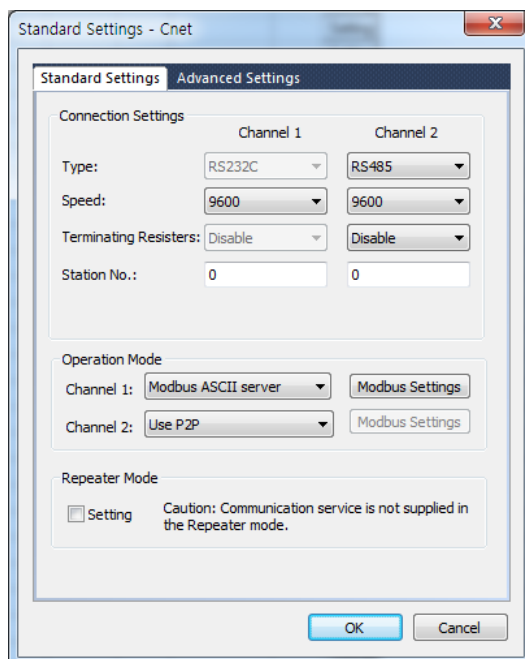 Standard Settings - Cnet
Standard Settings Advanced Settings
Connection Settings
Channel 1 Channel 2
Type: RS232C RS485
Speed: 9600 9600
Terminating Resisters: Disable Disable
Station No.: 0 0
Operation Mode
Channel 1: Modbus ASCII server Modbus Settings
Channel 2: Use P2P Modbus Settings
Repeater Mode
Setting Caution: Communication service is not supplied in
the Repeater mode.
OK Cancel